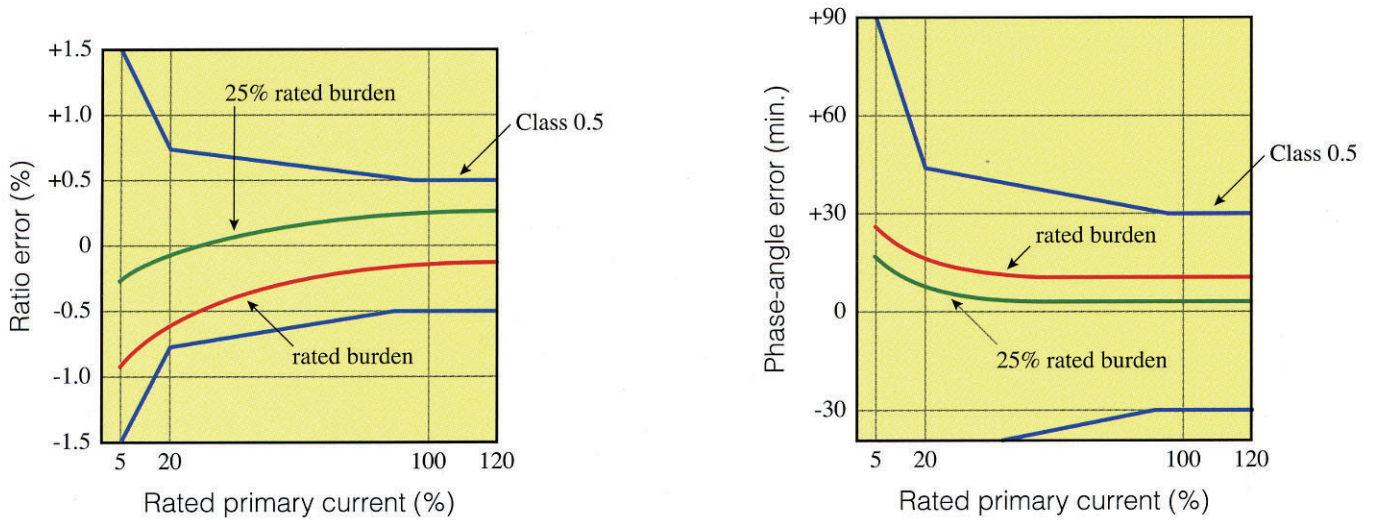 +1.5
+1.0
+0.5
0
-0.5
-1.0
-1.5
Ratio error (%)
25% rated burden
Class 0.5
rated burden
5 20 100 120
Rated primary current (%)
+90
+60
+30
0
-30
Phase-angle error (min.)
Class 0.5
rated burden
25% rated burden
5 20 100 120
Rated primary current (%)